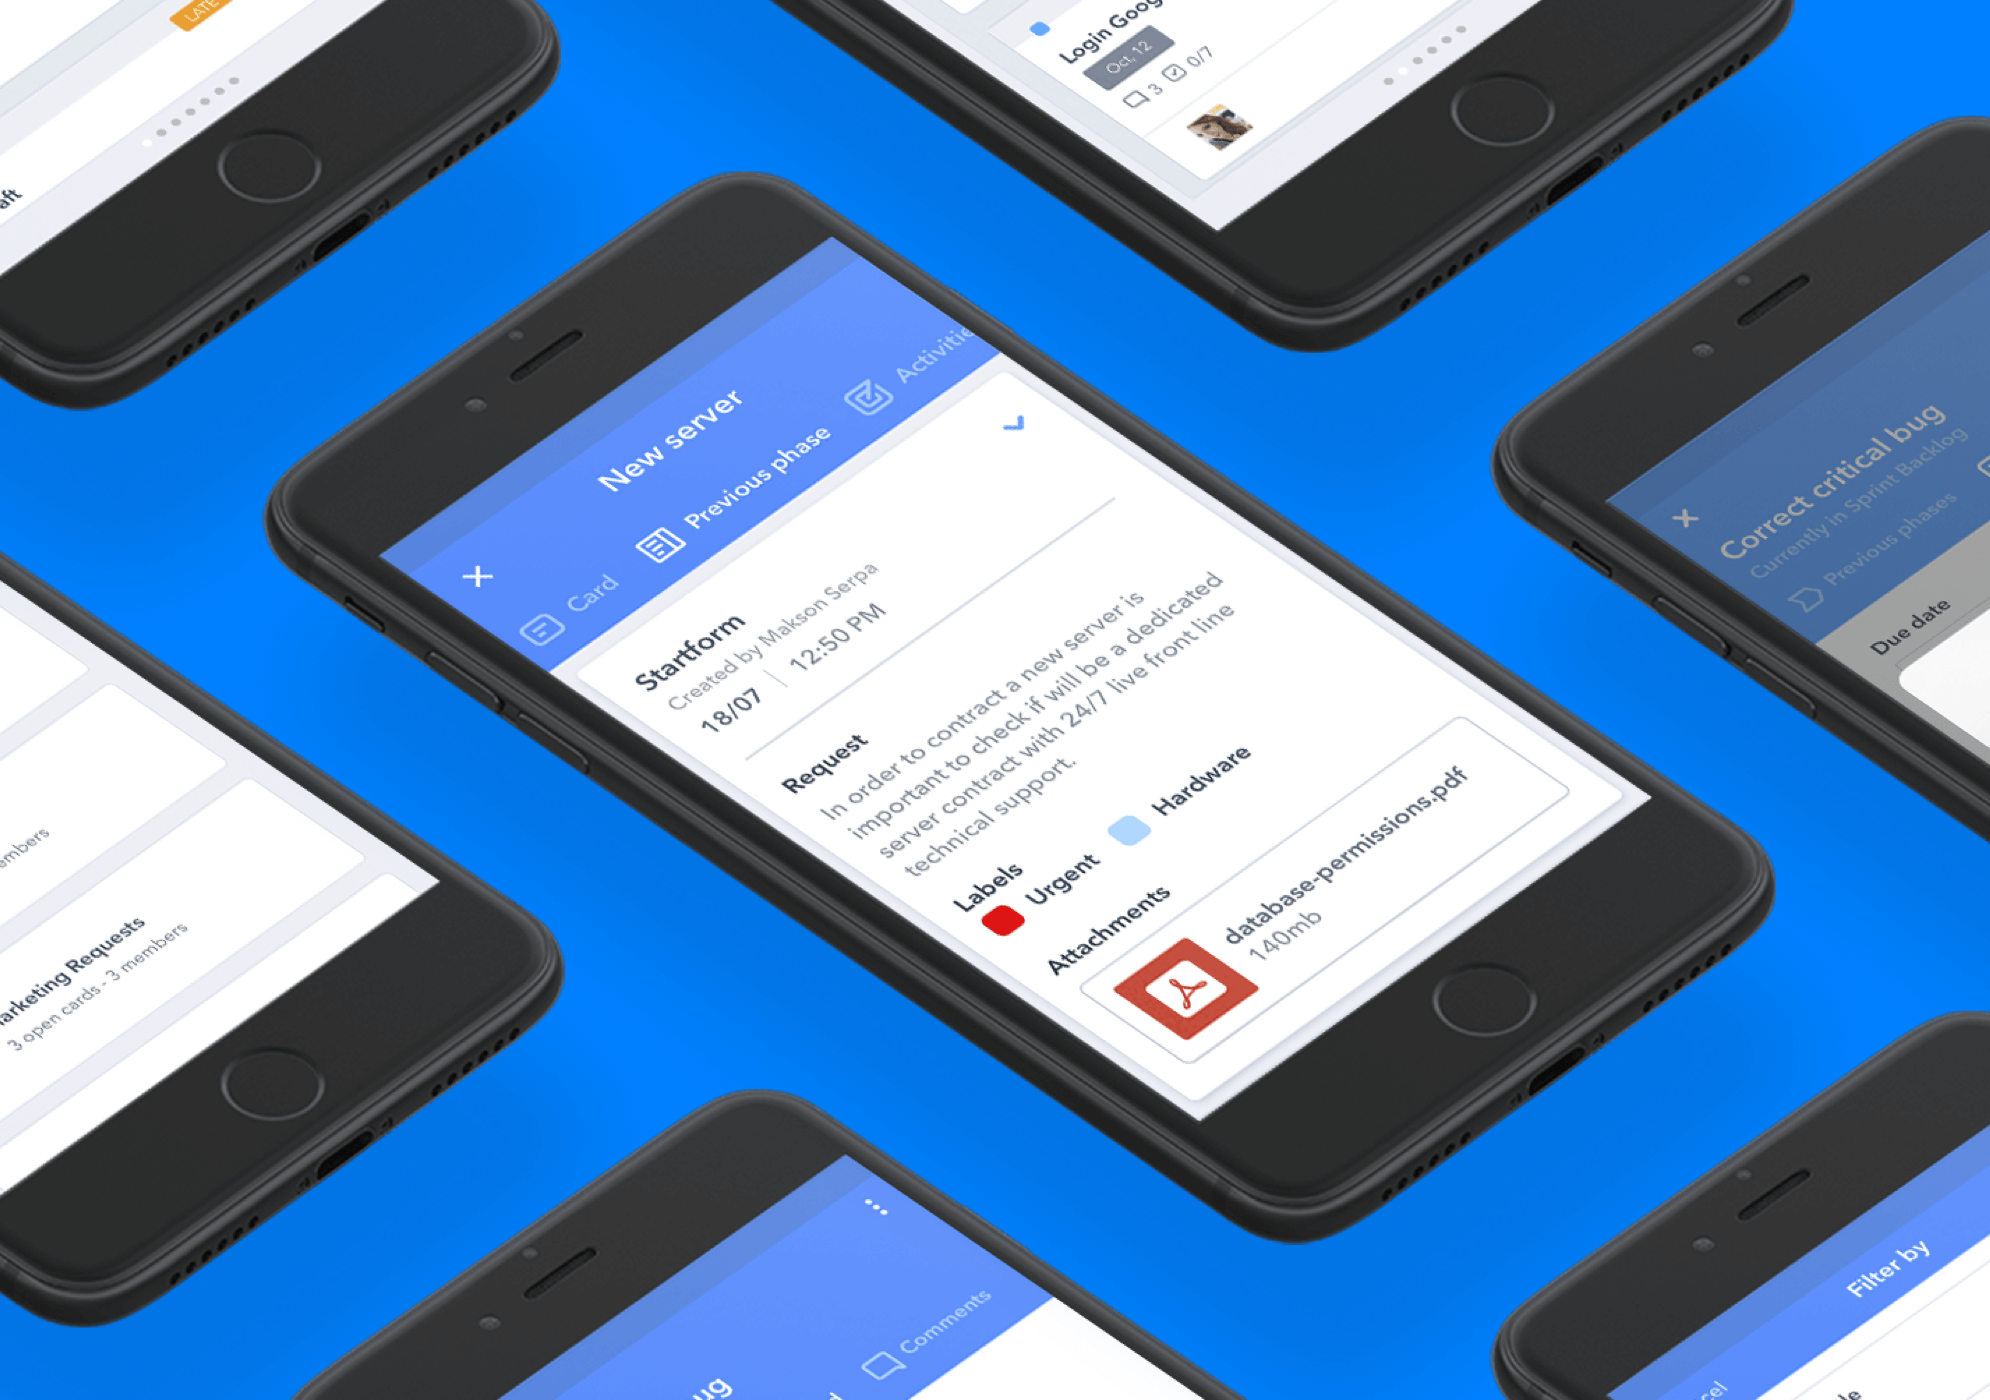 LATE
Login Goog
Oct, 12
3
0/7
New server
Card
Previous phase
Activitie
Startform
Created by Makson Serpa
18/07 | 12:50 PM
Request
In order to contract a new server is
important to check if will be a dedicated
server contract with 24/7 live front line
technical support.
Labels
Urgent
Hardware
Attachments
database-permissions.pdf
140mb
Correct critical bug
Currently in Sprint Backlog
Previous phases
Due date
arketing Requests
3 open cards - 3 members
embers
aft
ug
Comments
Filter by
cel